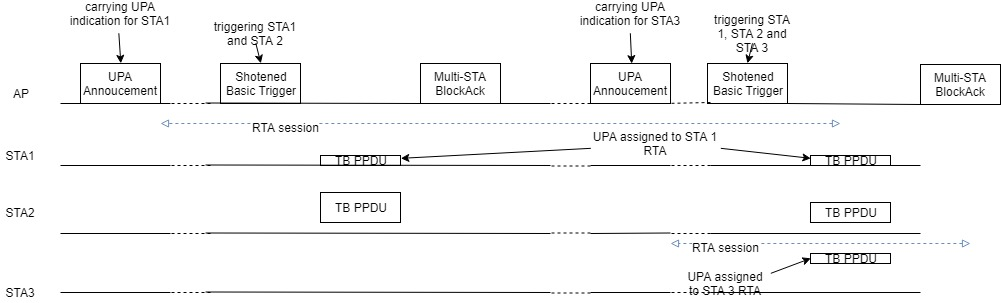 carrying UPA
indication for STA1
triggering STA1
and STA 2
carrying UPA
indication for STA3
triggering STA
1, STA 2 and
STA 3
AP
UPA
Annoucement
Shotened
Basic Trigger
Multi-STA
BlockAck
UPA
Annoucement
Shotened
Basic Trigger
Multi-STA
BlockAck
RTA session
UPA assigned to STA 1
RTA
STA1
TB PPDU
TB PPDU
STA2
TB PPDU
TB PPDU
RTA session
TB PPDU
UPA assigned
to STA 3 RTA
STA3